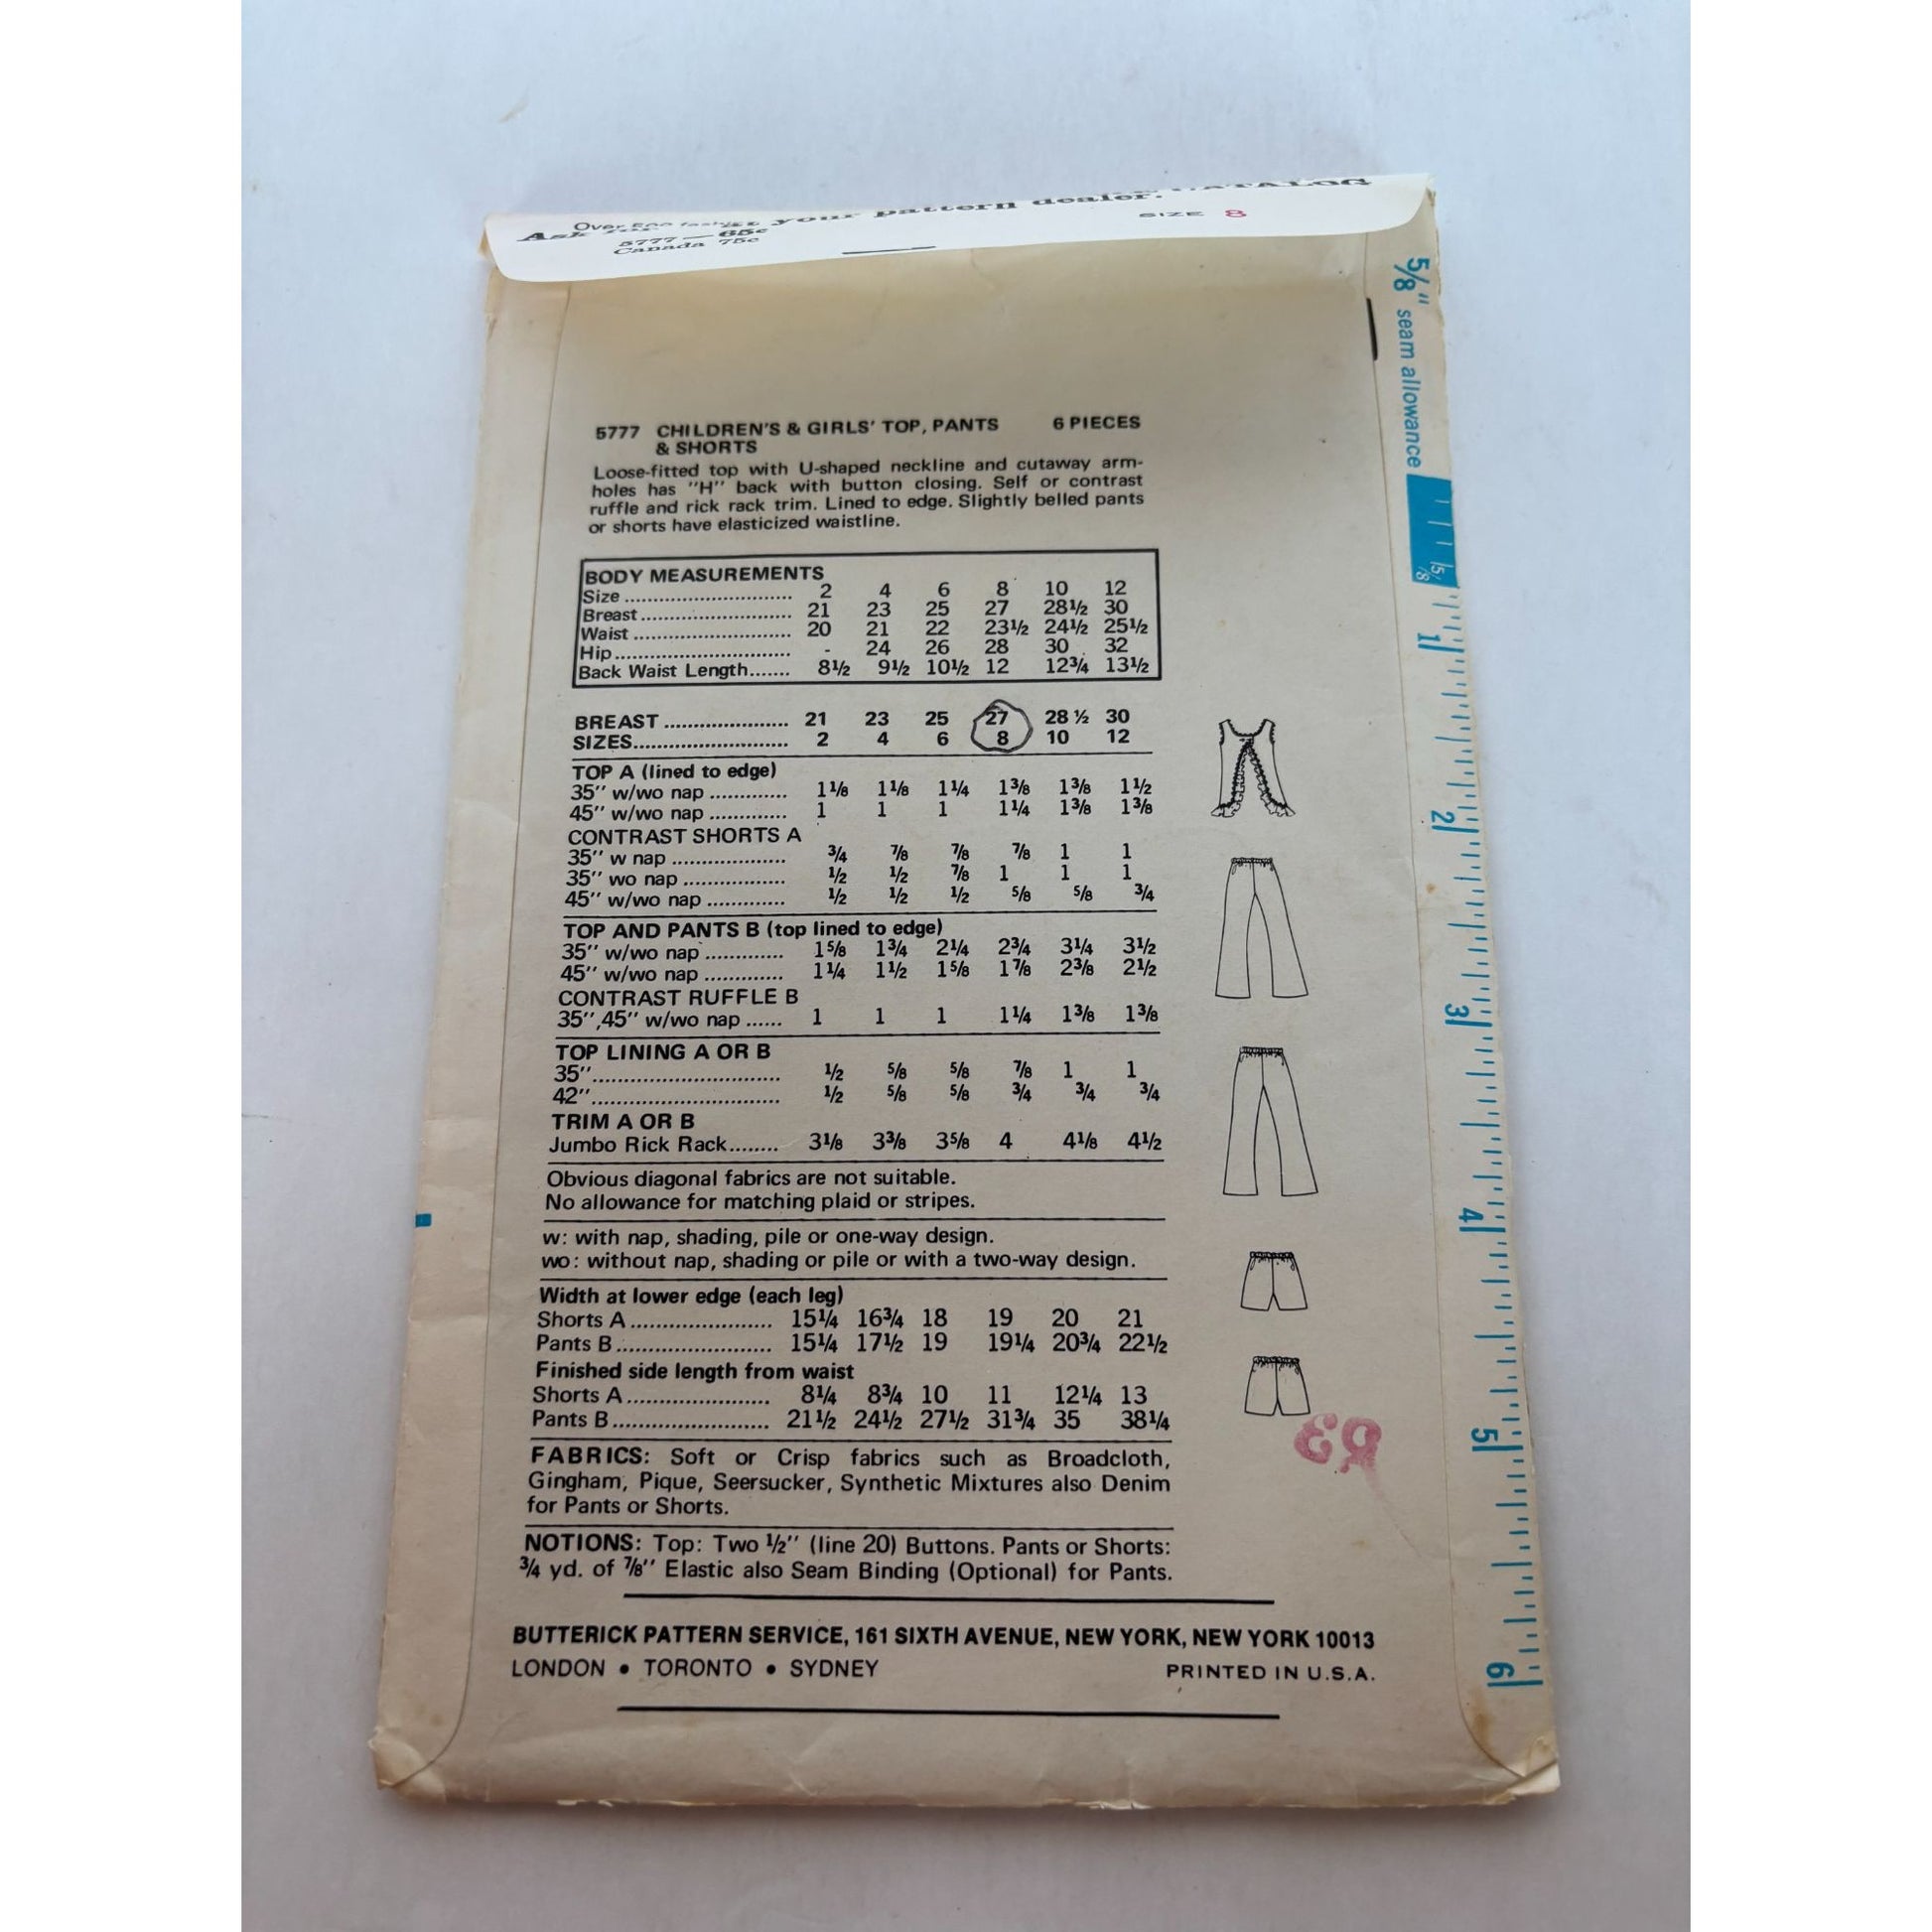 CATALOG
Ask your pattern dealer.
Over 500
SIZE 8
5777 — 65c
Canada 75c
5/8" seam allowance
5777 CHILDREN'S & GIRLS' TOP, PANTS 6 PIECES
& SHORTS
Loose-fitted top with U-shaped neckline and cutaway arm-
holes has "H" back with button closing. Self or contrast
ruffle and rick rack trim. Lined to edge. Slightly belled pants
or shorts have elasticized waistline.
BODY MEASUREMENTS
Size ............................ 2 4 6 8 10 12
Breast ......................... 21 23 25 27 28½ 30
Waist .......................... 20 21 22 23½ 24½ 25½
Hip ............................. - 24 26 28 30 32
Back Waist Length ....... 8½ 9½ 10½ 12 12¾ 13½
BREAST ..................... 21 23 25 27 28 ½ 30
SIZES .......................... 2 4 6 8 10 12
TOP A (lined to edge)
35" w/wo nap ............. 1⅛ 1⅛ 1¼ 1⅜ 1⅜ 1½
45" w/wo nap ............. 1 1 1 1¼ 1⅜ 1⅜
CONTRAST SHORTS A
35" w nap ................... ¾ ⅞ ⅞ ⅞ 1 1
35" wo nap ................. ½ ½ ⅞ 1 1 1
45" w/wo nap ............. ½ ½ ½ ⅝ ⅝ ¾
TOP AND PANTS B (top lined to edge)
35" w/wo nap ............. 1⅝ 1¾ 2¼ 2¾ 3¼ 3½
45" w/wo nap ............. 1¼ 1½ 1⅝ 1⅞ 2⅜ 2½
CONTRAST RUFFLE B
35",45" w/wo nap ...... 1 1 1 1¼ 1⅜ 1⅜
TOP LINING A OR B
35" ............................... ½ ⅝ ⅝ ⅞ 1 1
42" ............................... ½ ⅝ ⅝ ¾ ¾ ¾
TRIM A OR B
Jumbo Rick Rack ........ 3⅛ 3⅜ 3⅝ 4 4⅛ 4½
Obvious diagonal fabrics are not suitable.
No allowance for matching plaid or stripes.
w: with nap, shading, pile or one-way design.
wo: without nap, shading or pile or with a two-way design.
Width at lower edge (each leg)
Shorts A ....................... 15¼ 16¾ 18 19 20 21
Pants B ......................... 15¼ 17½ 19 19¼ 20¾ 22½
Finished side length from waist
Shorts A ....................... 8¼ 8¾ 10 11 12¼ 13
Pants B ......................... 21½ 24½ 27½ 31¾ 35 38¼
FABRICS: Soft or Crisp fabrics such as Broadcloth,
Gingham, Pique, Seersucker, Synthetic Mixtures also Denim
for Pants or Shorts.
NOTIONS: Top: Two ½" (line 20) Buttons. Pants or Shorts:
¾ yd. of ⅞" Elastic also Seam Binding (Optional) for Pants.
BUTTERICK PATTERN SERVICE, 161 SIXTH AVENUE, NEW YORK, NEW YORK 10013
LONDON • TORONTO • SYDNEY PRINTED IN U.S.A.
5/8
1
2
3
4
5
6